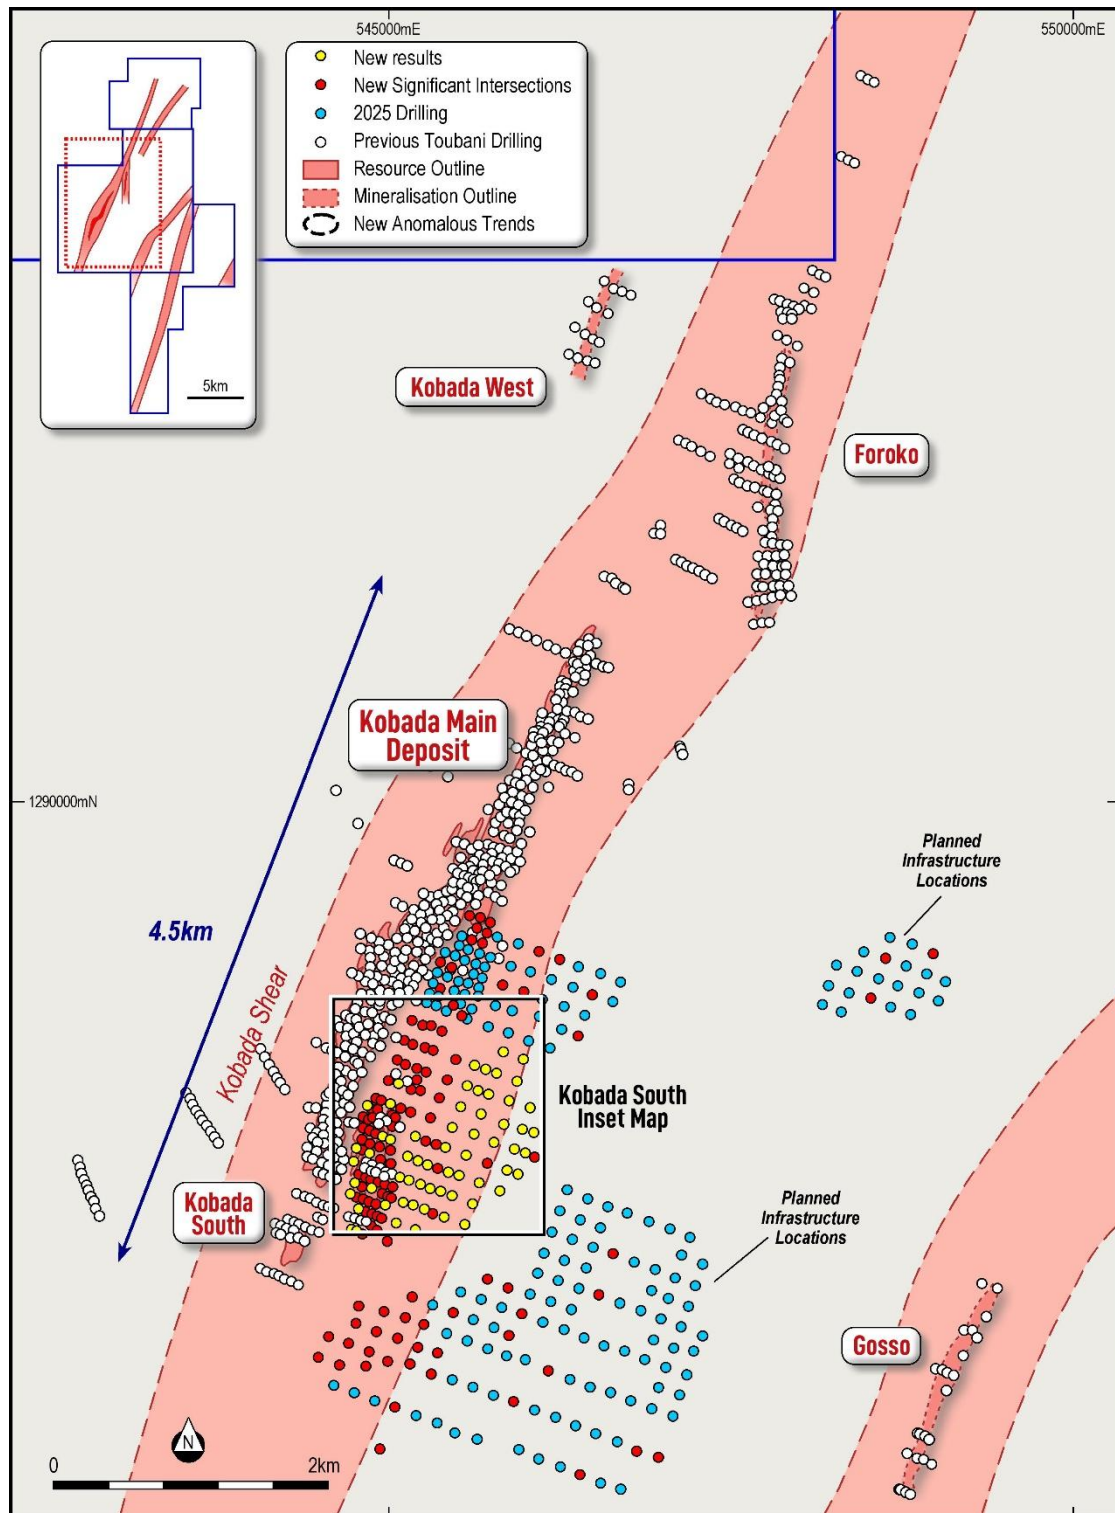 545000mE
550000mE
New results
New Significant Intersections
2025 Drilling
Previous Toubani Drilling
Resource Outline
Mineralisation Outline
New Anomalous Trends
5km
Kobada West
Foroko
Kobada Main
Deposit
1290000mN
Planned
Infrastructure
Locations
4.5km
Kobada Shear
Kobada South
Inset Map
Kobada
South
Planned
Infrastructure
Locations
Gosso
N
0
2km